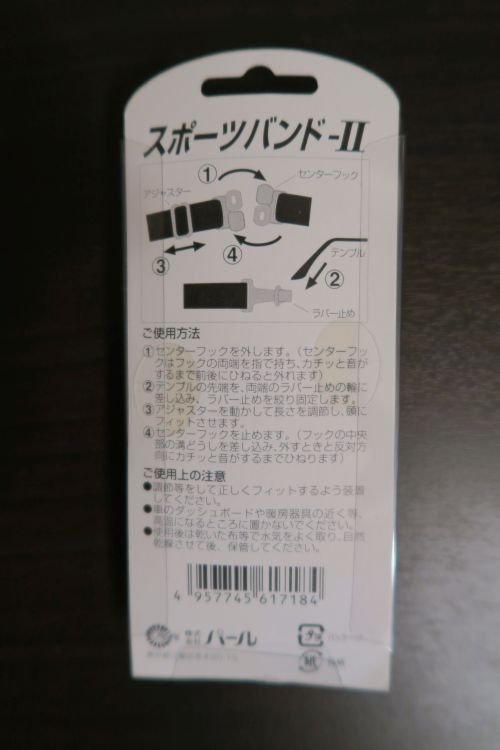 スポーツバンド-II
① センターフック
アジャスター
③ ④ テンプル
②
ラバー止め
ご使用方法
①センターフックを外します。(センターフッ
クはフックの両端を指で持ち、カチッと音が
するまで前後にひねると外れます)
②テンプルの先端を、両端のラバー止めの輪に
差し込み、ラバー止めを絞り固定します。
③アジャスターを動かして長さを調節し、頭に
フィットさせます。
④センターフックを止めます。(フックの中央
部の溝どうしを差し込み、外すときと反対方
向にカチッと音がするまでひねります)
ご使用上の注意
●調節等をして正しくフィットするよう装着
してください。
●車のダッシュボードや暖房器具の近く等、
高温になるところに置かないでください。
●使用後は乾いた布等で水気をよく取り、自然
乾燥させて後、保管してください。
4 957745 617184
株式会社 パール
プラ パッケージ
紙